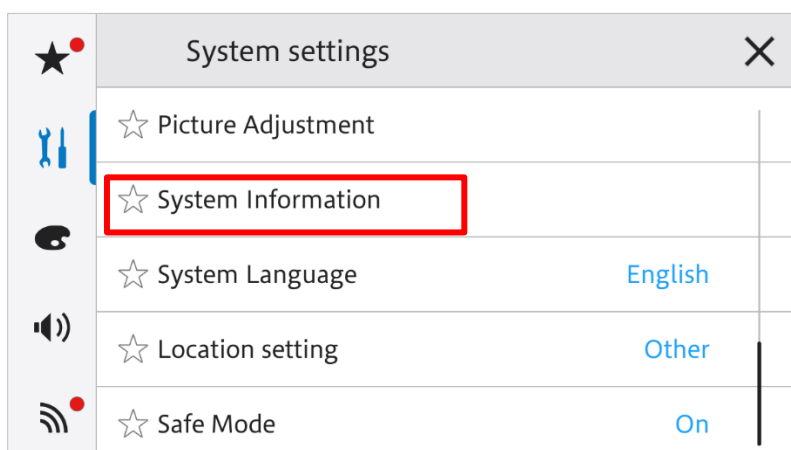 System settings
Picture Adjustment
System Information
System Language English
Location setting Other
Safe Mode On